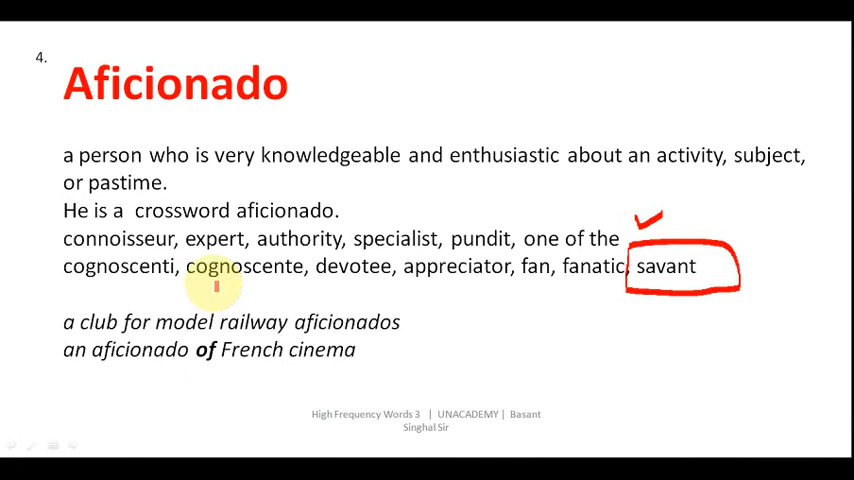 4.
Aficionado
a person who is very knowledgeable and enthusiastic about an activity, subject,
or pastime.
He is a crossword aficionado.
connoisseur, expert, authority, specialist, pundit, one of the
cognoscenti, cognoscente, devotee, appreciator, fan, fanatic, savant
a club for model railway aficionados
an aficionado of French cinema
High Frequency Words 3 | UNACADEMY | Basant
Singhal Sir